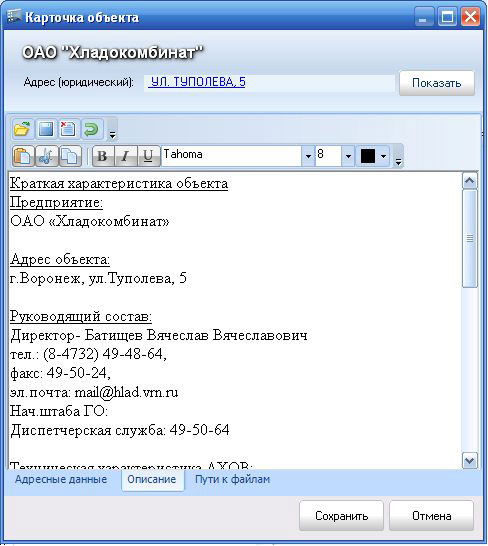 Карточка объекта
ОАО "Хладокомбинат"
Адрес (юридический): УЛ. ТУПОЛЕВА, 5 Показать
B I U Tahoma 8
Краткая характеристика объекта
Предприятие:
ОАО «Хладокомбинат»
Адрес объекта:
г.Воронеж, ул.Туполева, 5
Руководящий состав:
Директор- Батищев Вячеслав Вячеславович
тел.: (8-4732) 49-48-64,
факс: 49-50-24,
эл.почта: mail@hlad.vrn.ru
Нач.штаба ГО:
Диспетчерская служба: 49-50-64
Техническая характеристика АХОВ:
Адресные данные Описание Пути к файлам
Сохранить Отмена